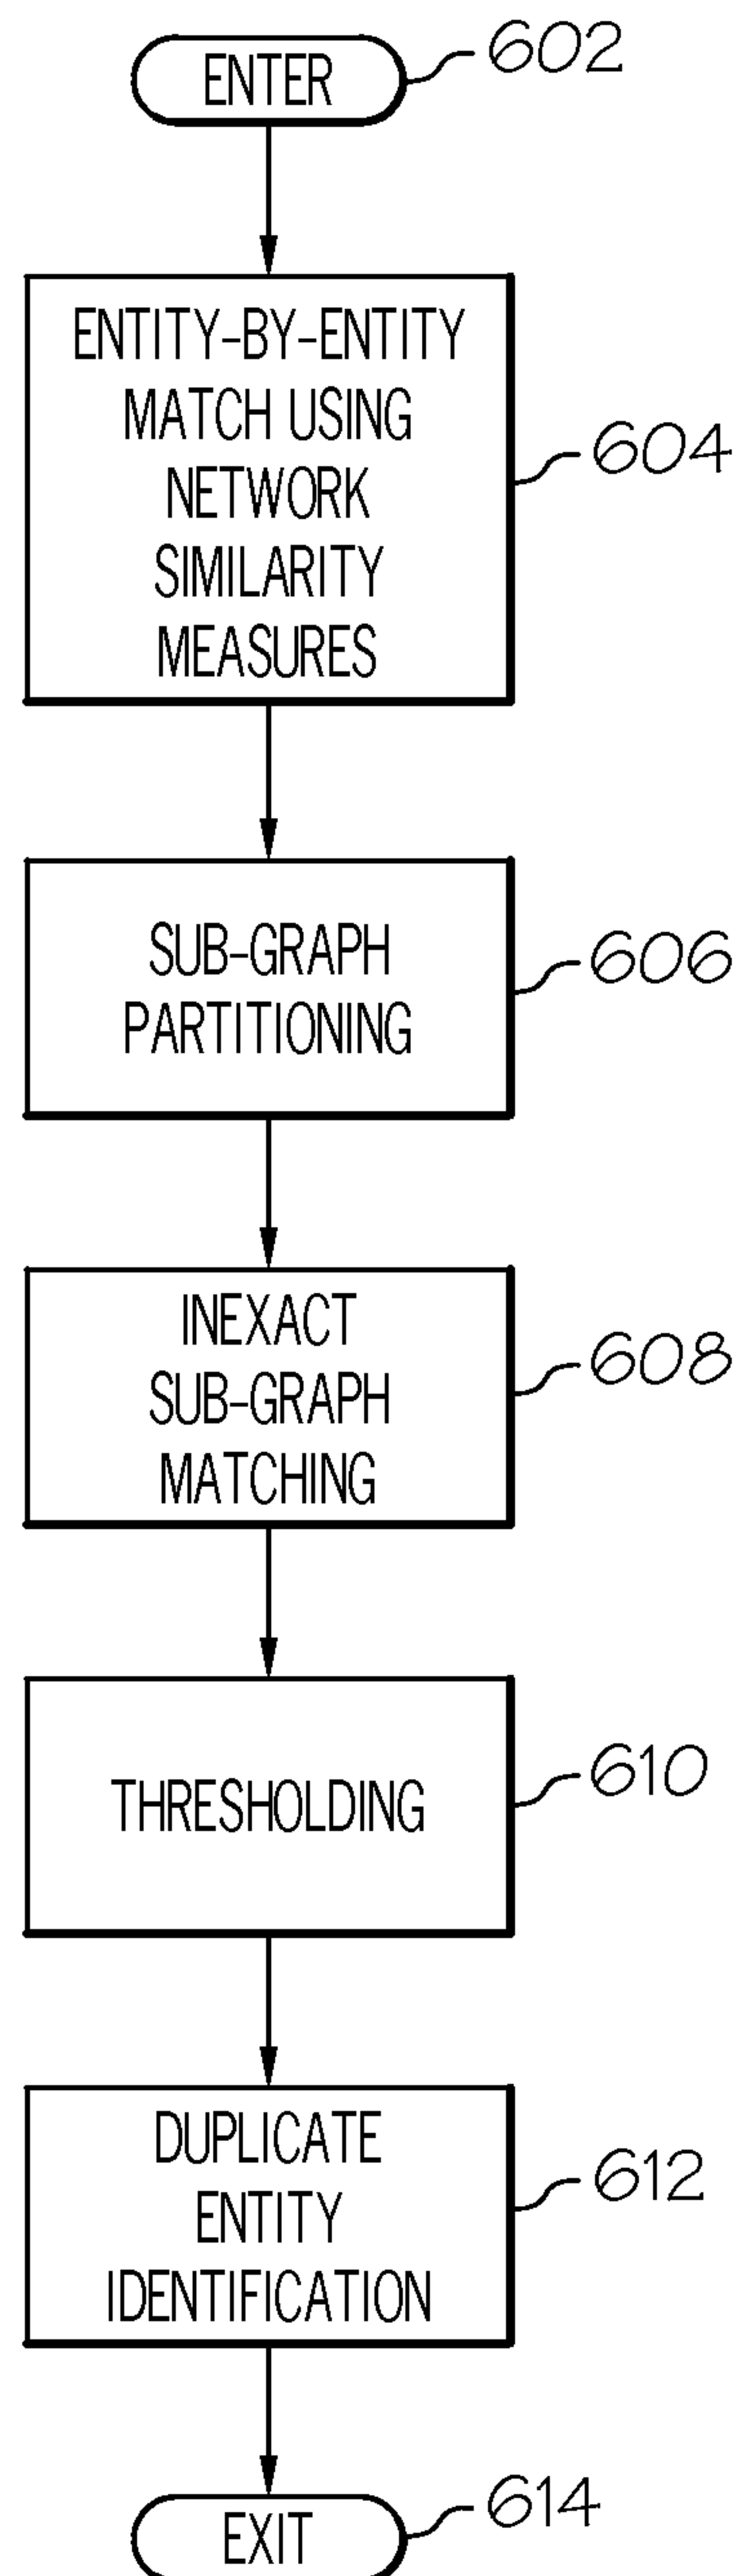 ENTER
602
ENTITY-BY-ENTITY
MATCH USING
NETWORK
SIMILARITY
MEASURES
604
SUB-GRAPH
PARTITIONING
606
INEXACT
SUB-GRAPH
MATCHING
608
THRESHOLDING
610
DUPLICATE
ENTITY
IDENTIFICATION
612
EXIT
614